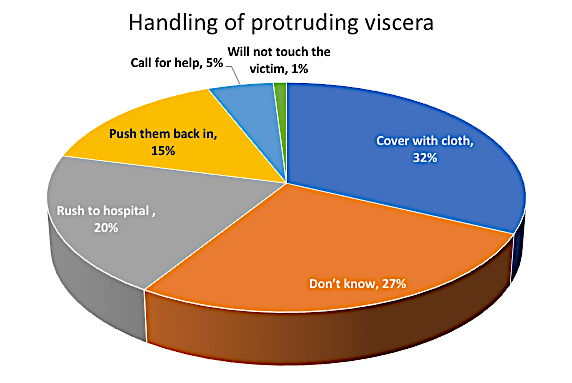 Handling of protruding viscera
Will not touch the
victim, 1%
Call for help, 5%
Push them back in,
15%
Cover with cloth,
32%
Rush to hospital ,
20%
Don't know, 27%